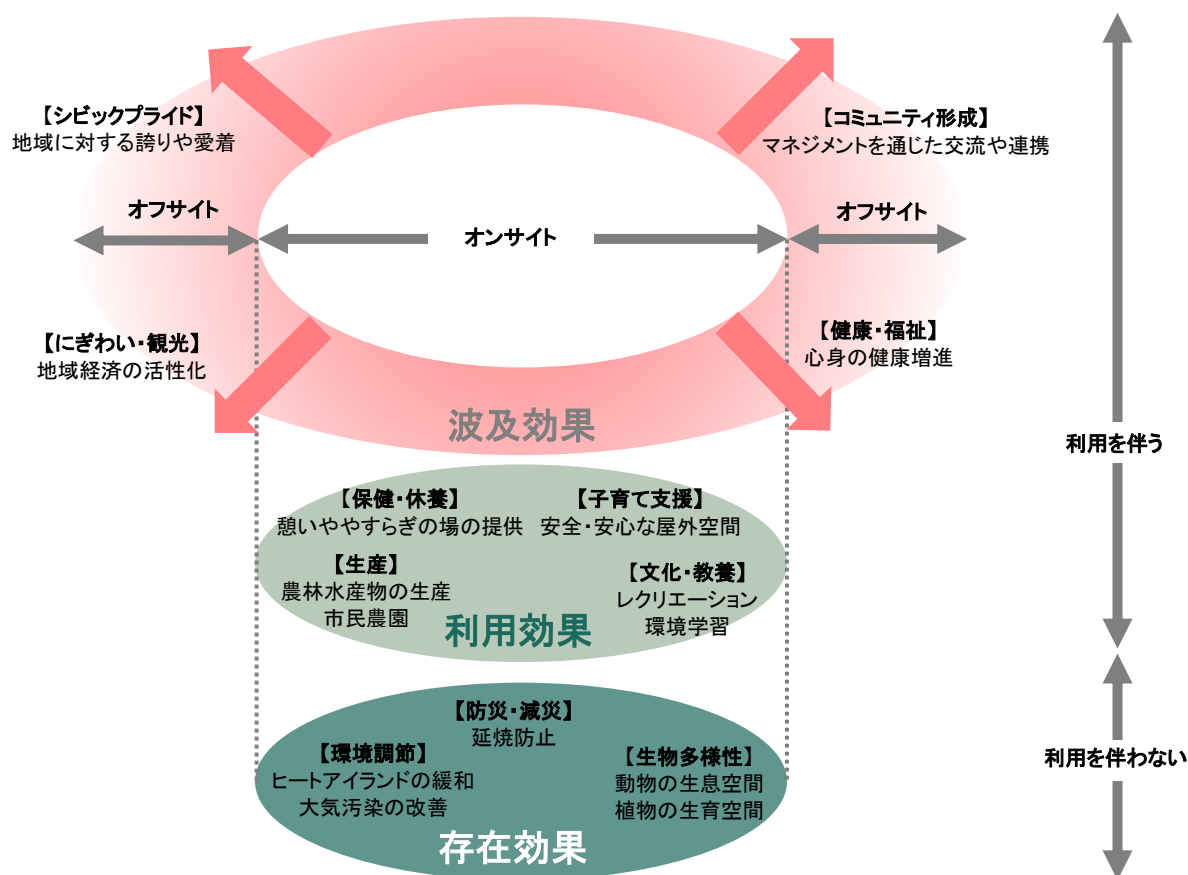 【シビックプライド】
地域に対する誇りや愛着
【コミュニティ形成】
マネジメントを通じた交流や連携
オフサイト
オンサイト
オフサイト
【にぎわい・観光】
地域経済の活性化
【健康・福祉】
心身の健康増進
波及効果
利用を伴う
【保健・休養】
憩いややすらぎの場の提供
【子育て支援】
安全・安心な屋外空間
【生産】
農林水産物の生産
市民農園
【文化・教養】
レクリエーション
環境学習
利用効果
【防災・減災】
延焼防止
【環境調節】
ヒートアイランドの緩和
大気汚染の改善
【生物多様性】
動物の生息空間
植物の生育空間
利用を伴わない
存在効果